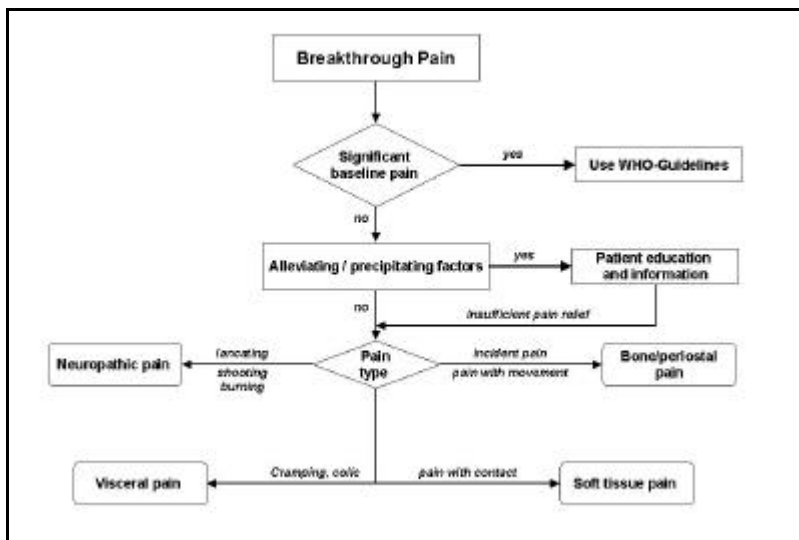 Breakthrough Pain
Significant
baseline pain
yes
Use WHO-Guidelines
no
Alleviating / precipitating factors
yes
Patient education
and information
no
Insufficient pain relief
Neuropathic pain
lancating
shooting
burning
Pain
type
incident pain
pain with movement
Bone/periostal
pain
Visceral pain
Cramping, colic
pain with contact
Soft tissue pain